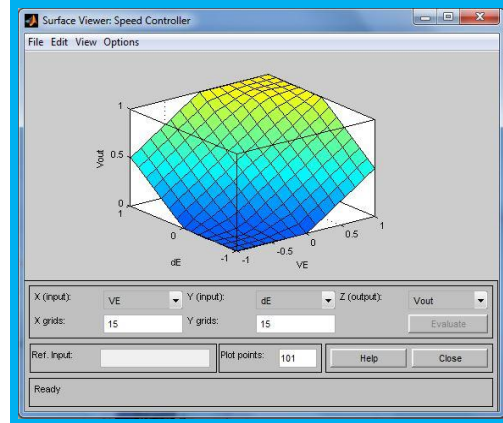 Surface Viewer: Speed Controller
File Edit View Options
1
0.5
0
Vout
1
0
-1
dE
-1
-0.5
0
0.5
1
VE
X (input): VE Y (input): dE Z (output): Vout
X grids: 15 Y grids: 15 Evaluate
Ref. Input: Plot points: 101 Help Close
Ready